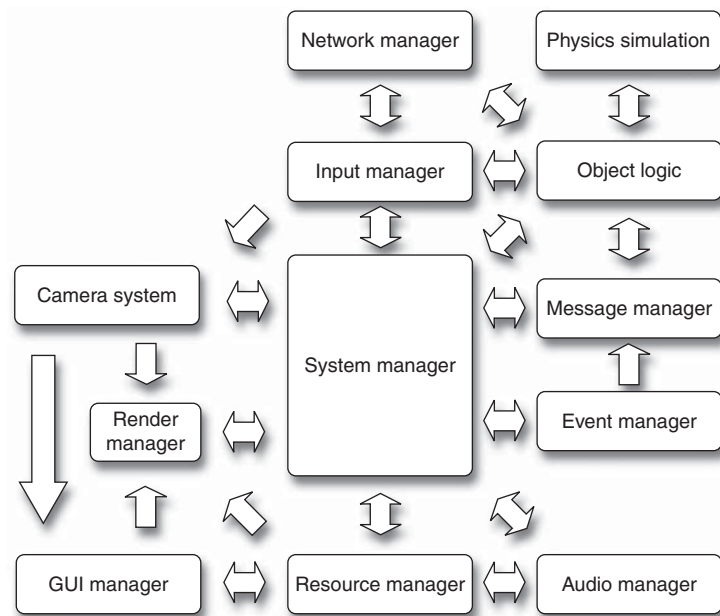 Network manager
Physics simulation
Input manager
Object logic
Camera system
System manager
Message manager
Render
manager
Event manager
GUI manager
Resource manager
Audio manager